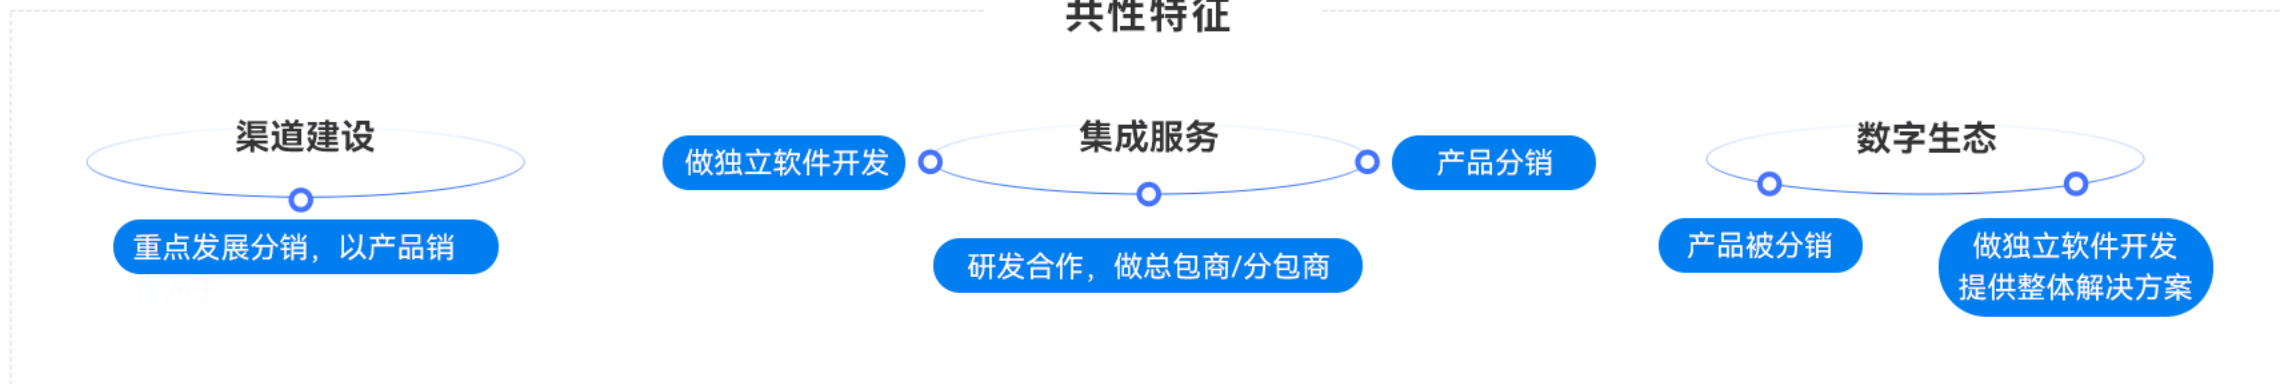 共性特征
渠道建设
集成服务
数字生态
做独立软件开发
产品分销
重点发展分销，以产品销
研发合作，做总包商/分包商
产品被分销
做独立软件开发
提供整体解决方案